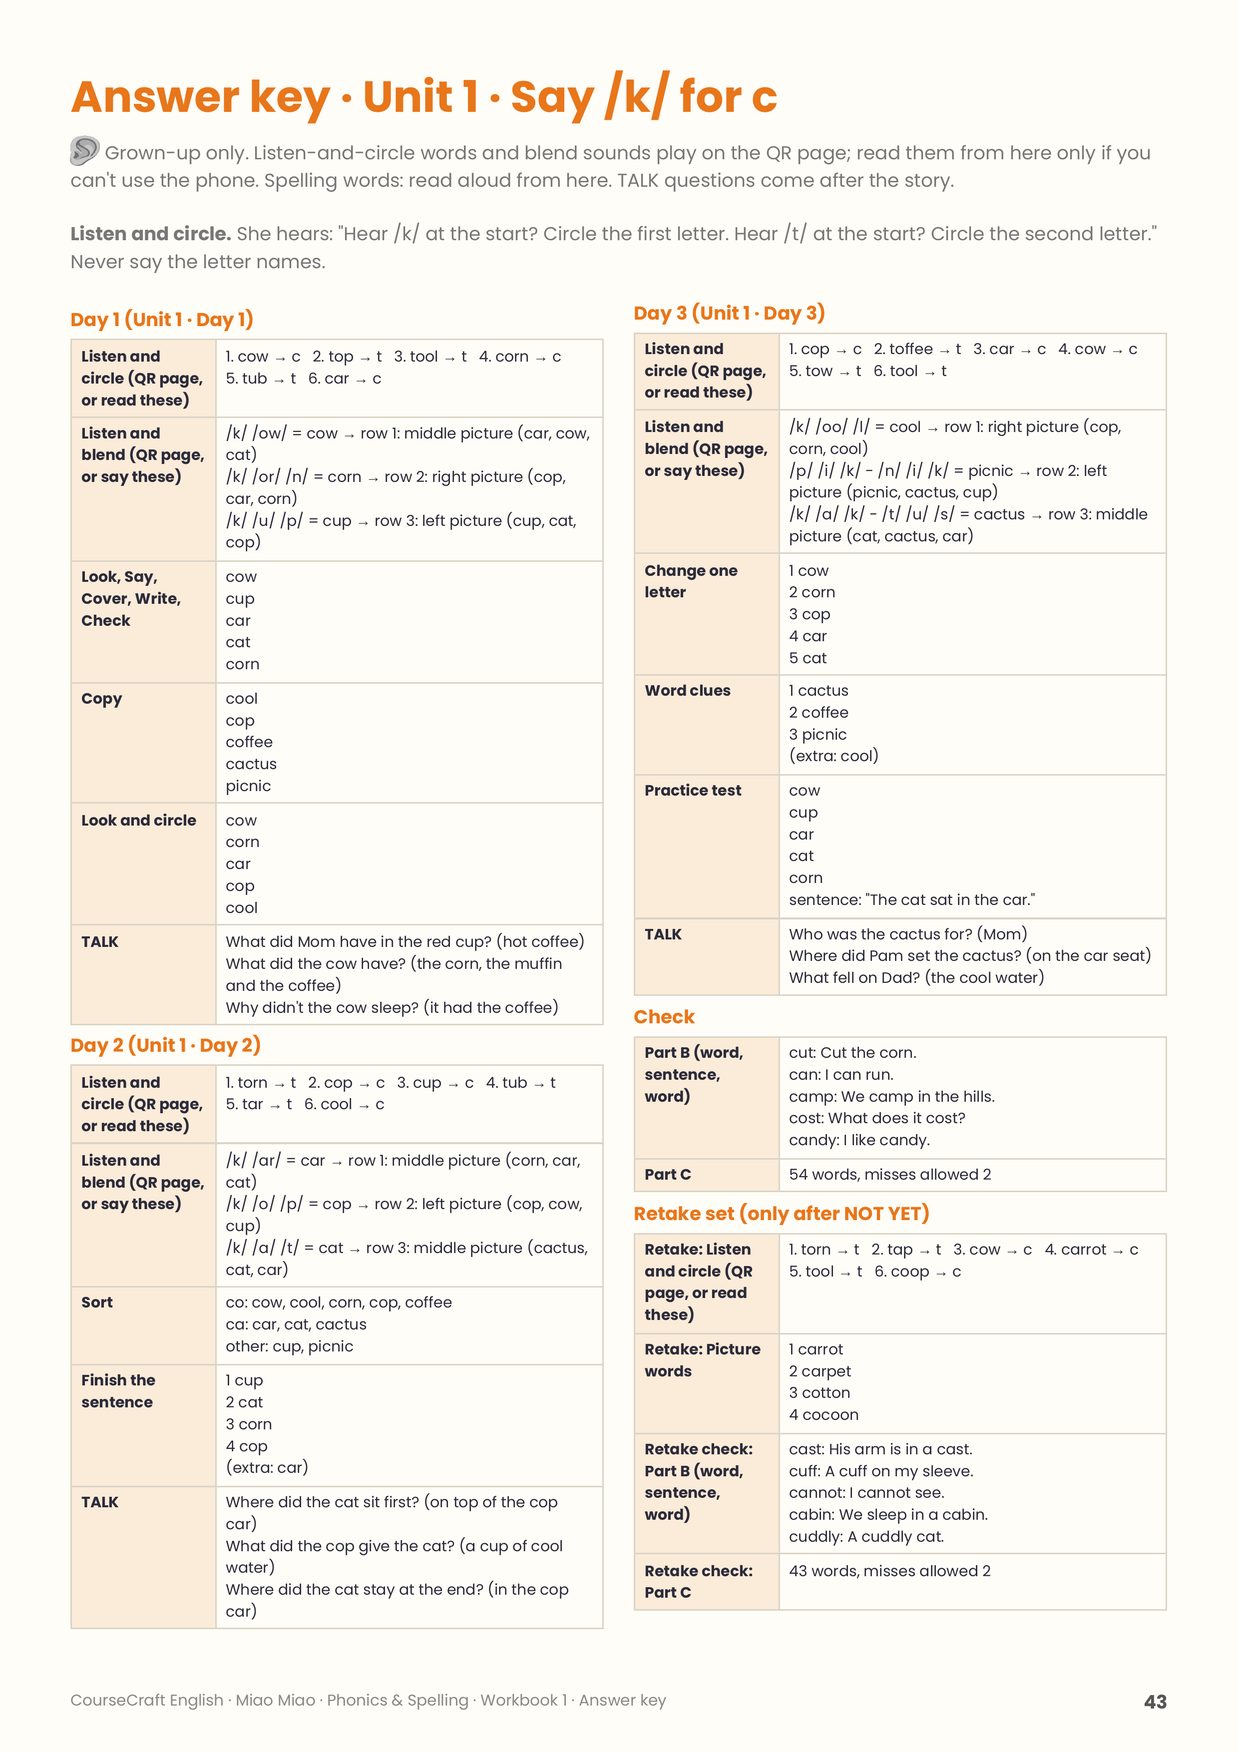 Answer key · Unit 1 · Say /k/ for c
Grown-up only. Listen-and-circle words and blend sounds play on the QR page; read them from here only if you
can't use the phone. Spelling words: read aloud from here. TALK questions come after the story.
Listen and circle. She hears: "Hear /k/ at the start? Circle the first letter. Hear /t/ at the start? Circle the second letter."
Never say the letter names.
Day 1 (Unit 1 · Day 1)
Listen and
circle (QR page,
or read these)
1. cow → c 2. top → t 3. tool → t 4. corn → c
5. tub → t 6. car → c
Listen and
blend (QR page,
or say these)
/k/ /ow/ = cow → row 1: middle picture (car, cow,
cat)
/k/ /or/ /n/ = corn → row 2: right picture (cop,
car, corn)
/k/ /u/ /p/ = cup → row 3: left picture (cup, cat,
cop)
Look, Say,
Cover, Write,
Check
cow
cup
car
cat
corn
Copy
cool
cop
coffee
cactus
picnic
Look and circle
cow
corn
car
cop
cool
TALK
What did Mom have in the red cup? (hot coffee)
What did the cow have? (the corn, the muffin
and the coffee)
Why didn't the cow sleep? (it had the coffee)
Day 2 (Unit 1 · Day 2)
Listen and
circle (QR page,
or read these)
1. torn → t 2. cop → c 3. cup → c 4. tub → t
5. tar → t 6. cool → c
Listen and
blend (QR page,
or say these)
/k/ /ar/ = car → row 1: middle picture (corn, car,
cat)
/k/ /o/ /p/ = cop → row 2: left picture (cop, cow,
cup)
/k/ /a/ /t/ = cat → row 3: middle picture (cactus,
cat, car)
Sort
co: cow, cool, corn, cop, coffee
ca: car, cat, cactus
other: cup, picnic
Finish the
sentence
1 cup
2 cat
3 corn
4 cop
(extra: car)
TALK
Where did the cat sit first? (on top of the cop
car)
What did the cop give the cat? (a cup of cool
water)
Where did the cat stay at the end? (in the cop
car)
Day 3 (Unit 1 · Day 3)
Listen and
circle (QR page,
or read these)
1. cop → c 2. toffee → t 3. car → c 4. cow → c
5. tow → t 6. tool → t
Listen and
blend (QR page,
or say these)
/k/ /oo/ /l/ = cool → row 1: right picture (cop,
corn, cool)
/p/ /i/ /k/ - /n/ /i/ /k/ = picnic → row 2: left
picture (picnic, cactus, cup)
/k/ /a/ /k/ - /t/ /u/ /s/ = cactus → row 3: middle
picture (cat, cactus, car)
Change one
letter
1 cow
2 corn
3 cop
4 car
5 cat
Word clues
1 cactus
2 coffee
3 picnic
(extra: cool)
Practice test
cow
cup
car
cat
corn
sentence: "The cat sat in the car."
TALK
Who was the cactus for? (Mom)
Where did Pam set the cactus? (on the car seat)
What fell on Dad? (the cool water)
Check
Part B (word,
sentence,
word)
cut: Cut the corn.
can: I can run.
camp: We camp in the hills.
cost: What does it cost?
candy: I like candy.
Part C
54 words, misses allowed 2
Retake set (only after NOT YET)
Retake: Listen
and circle (QR
page, or read
these)
1. torn → t 2. tap → t 3. cow → c 4. carrot → c
5. tool → t 6. coop → c
Retake: Picture
words
1 carrot
2 carpet
3 cotton
4 cocoon
Retake check:
Part B (word,
sentence,
word)
cast: His arm is in a cast.
cuff: A cuff on my sleeve.
cannot: I cannot see.
cabin: We sleep in a cabin.
cuddly: A cuddly cat.
Retake check:
Part C
43 words, misses allowed 2
CourseCraft English · Miao Miao · Phonics & Spelling · Workbook 1 · Answer key
43